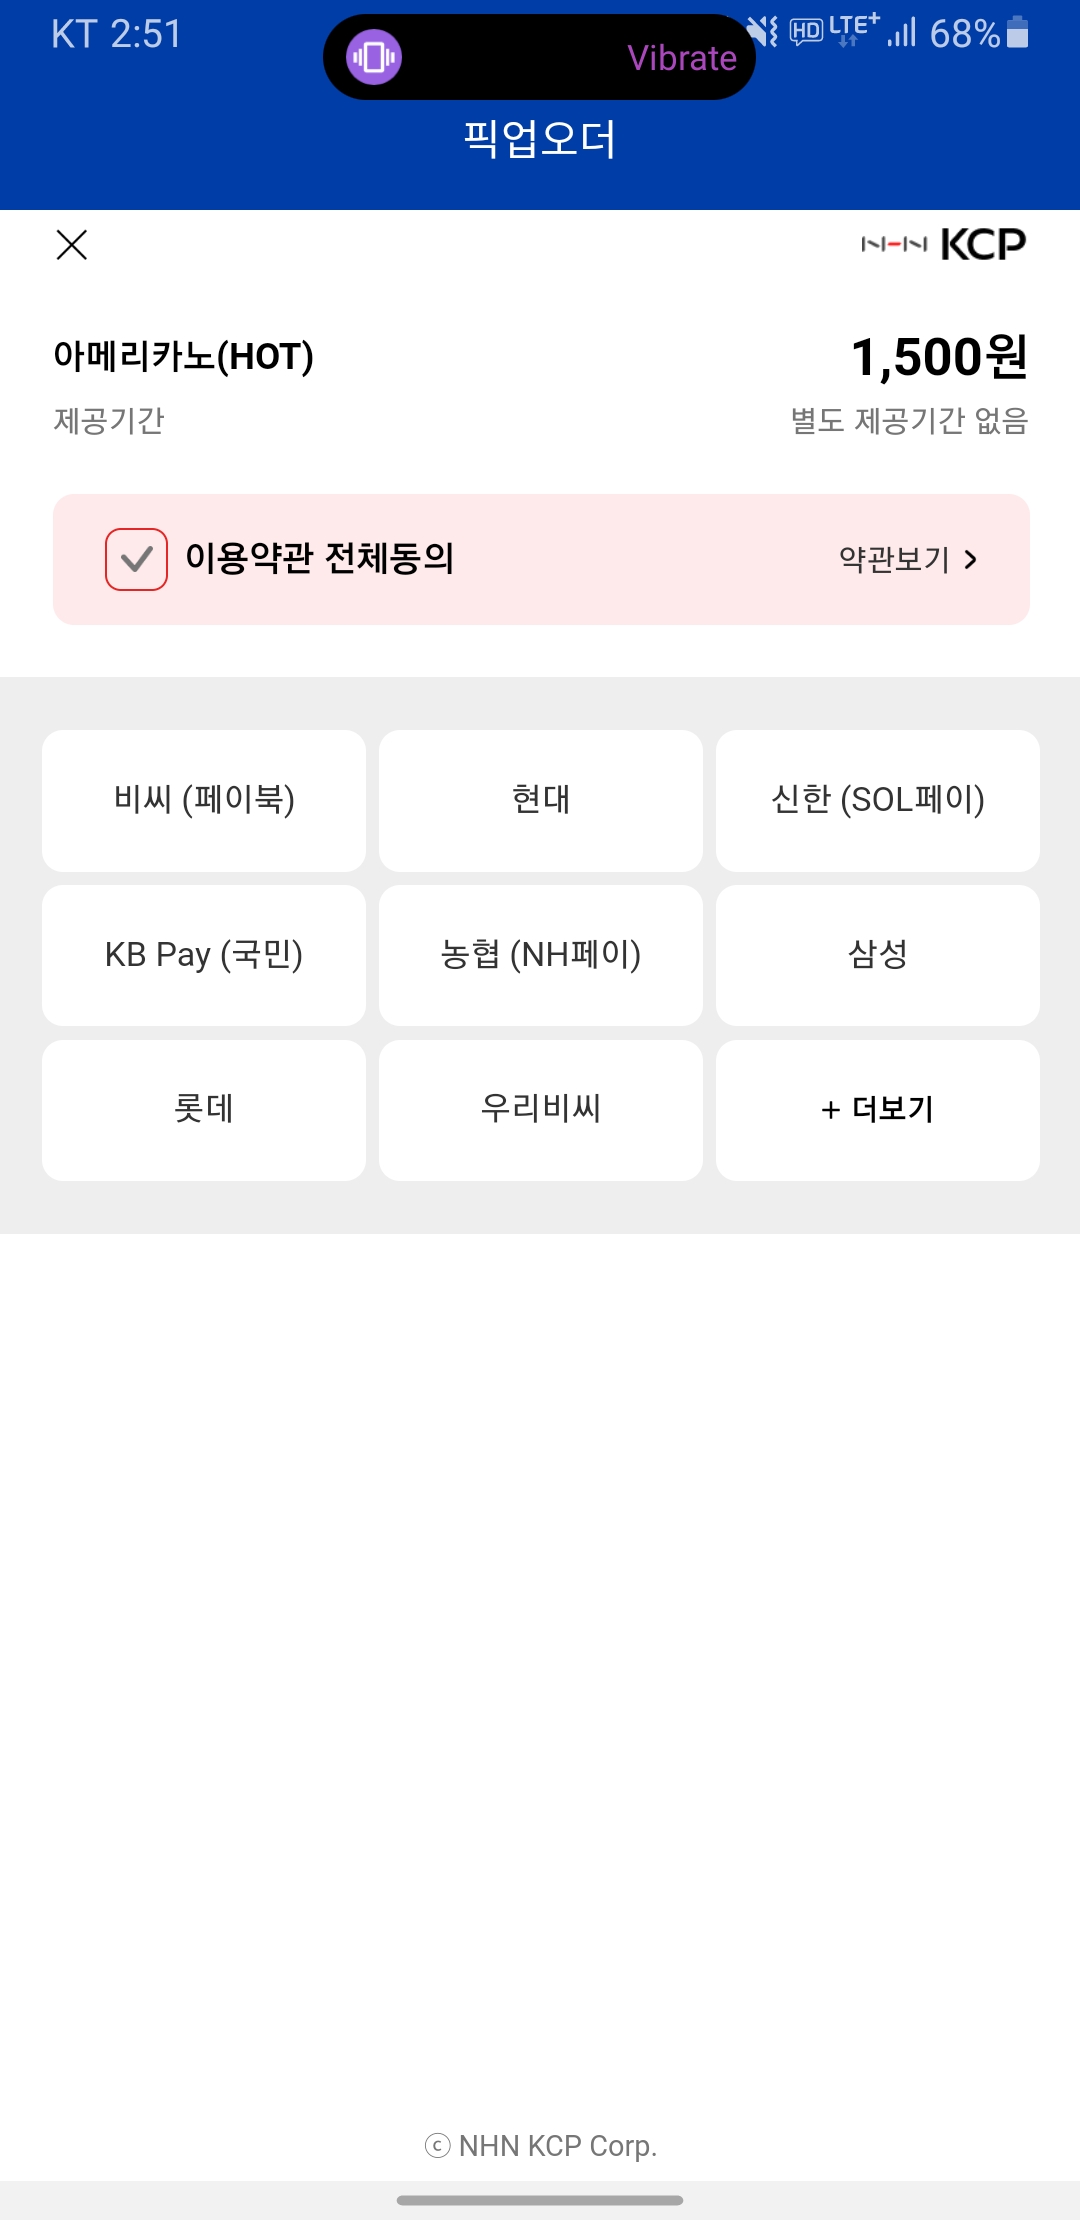 KT 2:51
Vibrate
HD LTE+ 68%
픽업오더
NHN KCP
아메리카노(HOT) 1,500원
제공기간 별도 제공기간 없음
이용약관 전체동의 약관보기 >
비씨 (페이북) 현대 신한 (SOL페이)
KB Pay (국민) 농협 (NH페이) 삼성
롯데 우리비씨 + 더보기
ⓒ NHN KCP Corp.